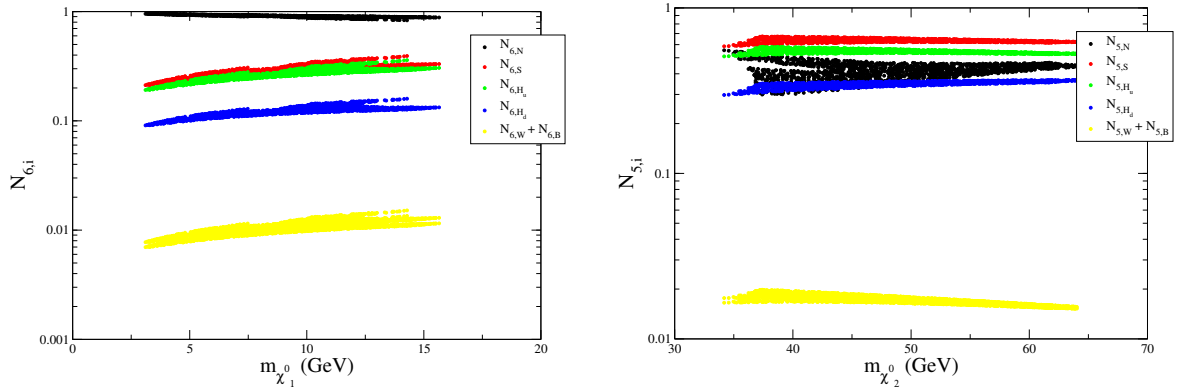 1
0.1
0.01
0.001
N6,i
0 5 10 15 20
mχ01 (GeV)
N6,N
N6,S
N6,Hu
N6,Hd
N6,W + N6,B
1
0.1
0.01
N5,i
30 40 50 60 70
mχ02 (GeV)
N5,N
N5,S
N5,Hu
N5,Hd
N5,W + N5,B